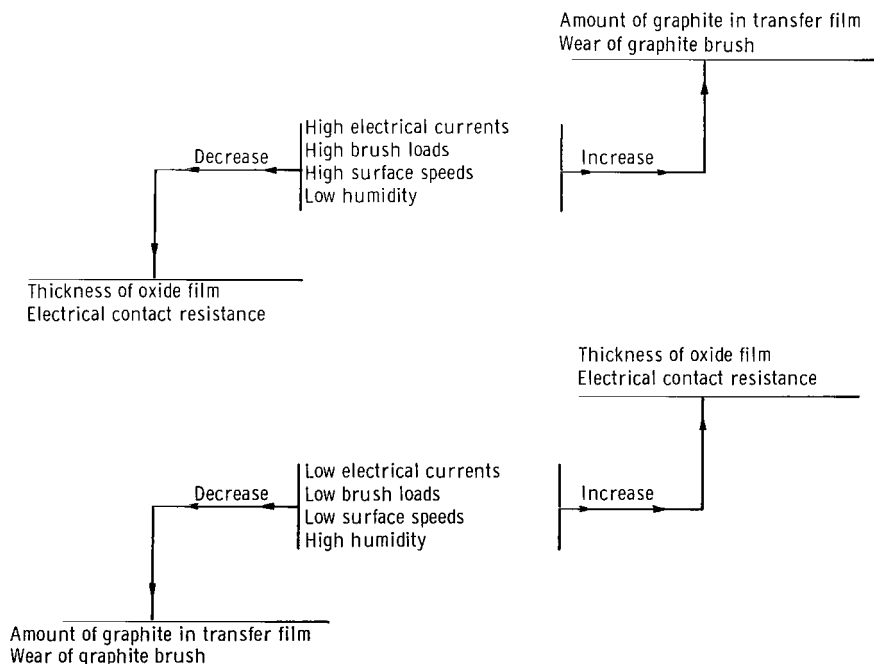 Amount of graphite in transfer film
Wear of graphite brush
High electrical currents
High brush loads
High surface speeds
Low humidity
Decrease
Increase
Thickness of oxide film
Electrical contact resistance
Thickness of oxide film
Electrical contact resistance
Low electrical currents
Low brush loads
Low surface speeds
High humidity
Decrease
Increase
Amount of graphite in transfer film
Wear of graphite brush